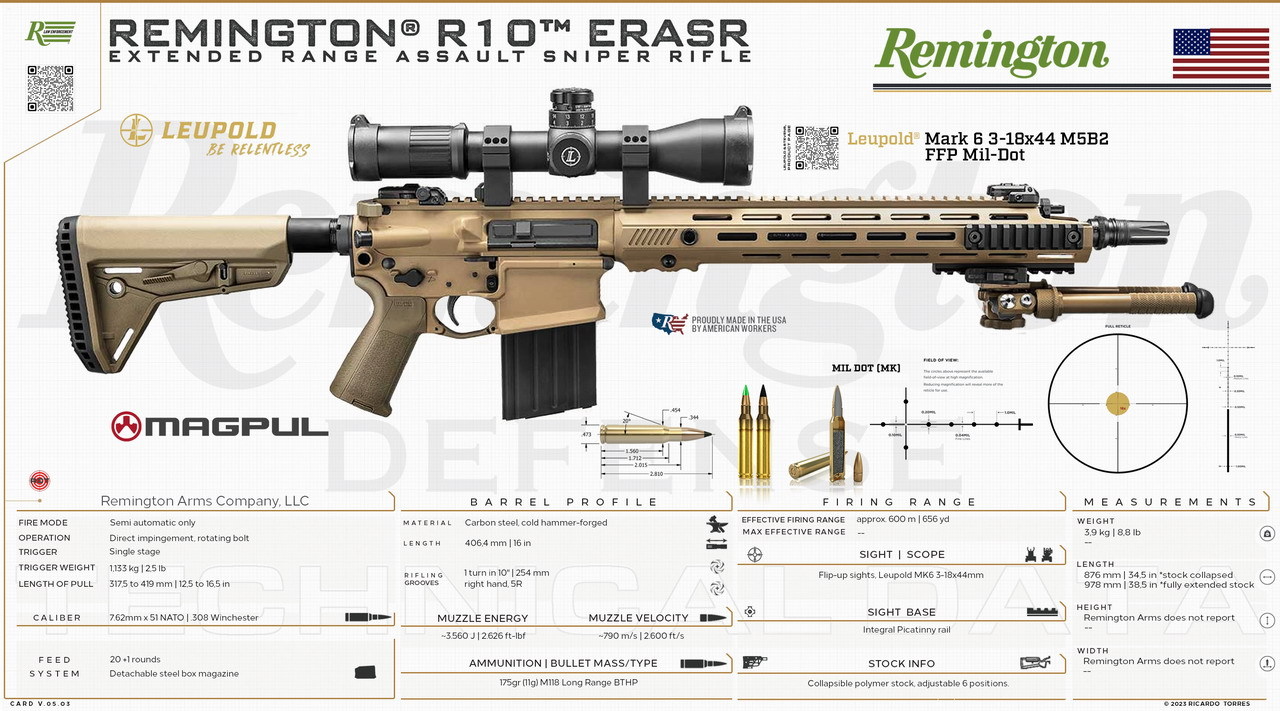 REMINGTON® R10™ ERASR
EXTENDED RANGE ASSAULT SNIPER RIFLE
R LAW ENFORCEMENT
Remington
LEUPOLD
BE RELENTLESS
Leupold® Mark 6 3-18x44 M5B2
FFP Mil-Dot
PROUDLY MADE IN THE USA
BY AMERICAN WORKERS
Remington
DEFENSE
MAGPUL
MIL DOT (MK)
FIELD OF VIEW:
FULL RETICLE
.473
20°
.454
.344
1.560
1.712
2.015
2.810
TECHNICAL DATA
Remington Arms Company, LLC
FIRE MODE Semi automatic only
OPERATION Direct impingement, rotating bolt
TRIGGER Single stage
TRIGGER WEIGHT 1,133 kg | 2,5 lb
LENGTH OF PULL 317,5 to 419 mm | 12,5 to 16,5 in
CALIBER 7.62mm x 51 NATO | .308 Winchester
FEED SYSTEM
20 +1 rounds
Detachable steel box magazine
BARREL PROFILE
MATERIAL Carbon steel, cold hammer-forged
LENGTH 406,4 mm | 16 in
RIFLING GROOVES
1 turn in 10" | 254 mm
right hand, 5R
MUZZLE ENERGY MUZZLE VELOCITY
~3.560 J | 2.626 ft-lbf ~790 m/s | 2.600 ft/s
AMMUNITION | BULLET MASS/TYPE
175gr (11g) M118 Long Range BTHP
FIRING RANGE
EFFECTIVE FIRING RANGE approx. 600 m | 656 yd
MAX EFFECTIVE RANGE --
SIGHT | SCOPE
Flip-up sights, Leupold MK6 3-18x44mm
SIGHT BASE
Integral Picatinny rail
STOCK INFO
Collapsible polymer stock, adjustable 6 positions.
MEASUREMENTS
WEIGHT
3,9 kg | 8,8 lb
--
LENGTH
876 mm | 34,5 in *stock collapsed
978 mm | 38,5 in *fully extended stock
HEIGHT
Remington Arms does not report
--
WIDTH
Remington Arms does not report
--
CARD V.05.03
© 2023 RICARDO TORRES